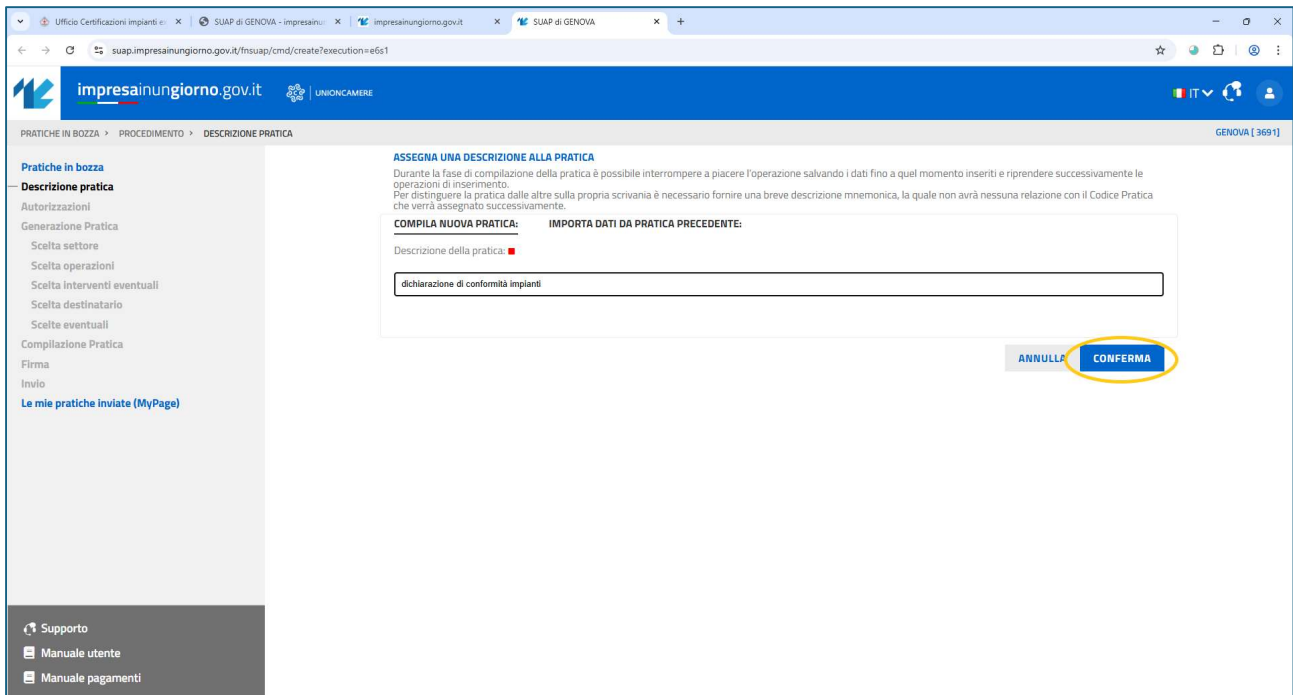 Ufficio Certificazioni impianti e
SUAP di GENOVA - impresainu
impresainungiorno.gov.it
SUAP di GENOVA
suap.impresainungiorno.gov.it/fnsuap/cmd/create?execution=e6s1
impresainungiorno.gov.it
UNIONCAMERE
IT
PRATICHE IN BOZZA > PROCEDIMENTO > DESCRIZIONE PRATICA
GENOVA [ 3691]
Pratiche in bozza
Descrizione pratica
Autorizzazioni
Generazione Pratica
Scelta settore
Scelta operazioni
Scelta interventi eventuali
Scelta destinatario
Scelte eventuali
Compilazione Pratica
Firma
Invio
Le mie pratiche inviate (MyPage)
ASSEGNA UNA DESCRIZIONE ALLA PRATICA
Durante la fase di compilazione della pratica è possibile interrompere a piacere l'operazione salvando i dati fino a quel momento inseriti e riprendere successivamente le
operazioni di inserimento.
Per distinguere la pratica dalle altre sulla propria scrivania è necessario fornire una breve descrizione mnemonica, la quale non avrà nessuna relazione con il Codice Pratica
che verrà assegnato successivamente.
COMPILA NUOVA PRATICA:
IMPORTA DATI DA PRATICA PRECEDENTE:
Descrizione della pratica:
dichiarazione di conformità impianti
ANNULLA
CONFERMA
Supporto
Manuale utente
Manuale pagamenti